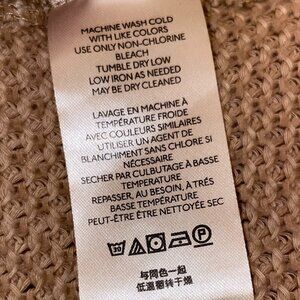 MACHINE WASH COLD
WITH LIKE COLORS
USE ONLY NON-CHLORINE
BLEACH
TUMBLE DRY LOW
LOW IRON AS NEEDED
MAY BE DRY CLEANED
LAVAGE EN MACHINE À
TEMPÉRATURE FROIDE
AVEC COULEURS SIMILAIRES
UTILISER UN AGENT DE
BLANCHIMENT SANS CHLORE SI
NÉCESSAIRE
SECHER PAR CULBUTAGE À BASSE
TEMPERATURE
REPASSER, AU BESOIN, À TRÉS
BASSE TEMPÉRATURE
PEUT-ÊTRE ÊTRE NETTOYÉE SEC
30 P
与同色一起
低温翻转干燥